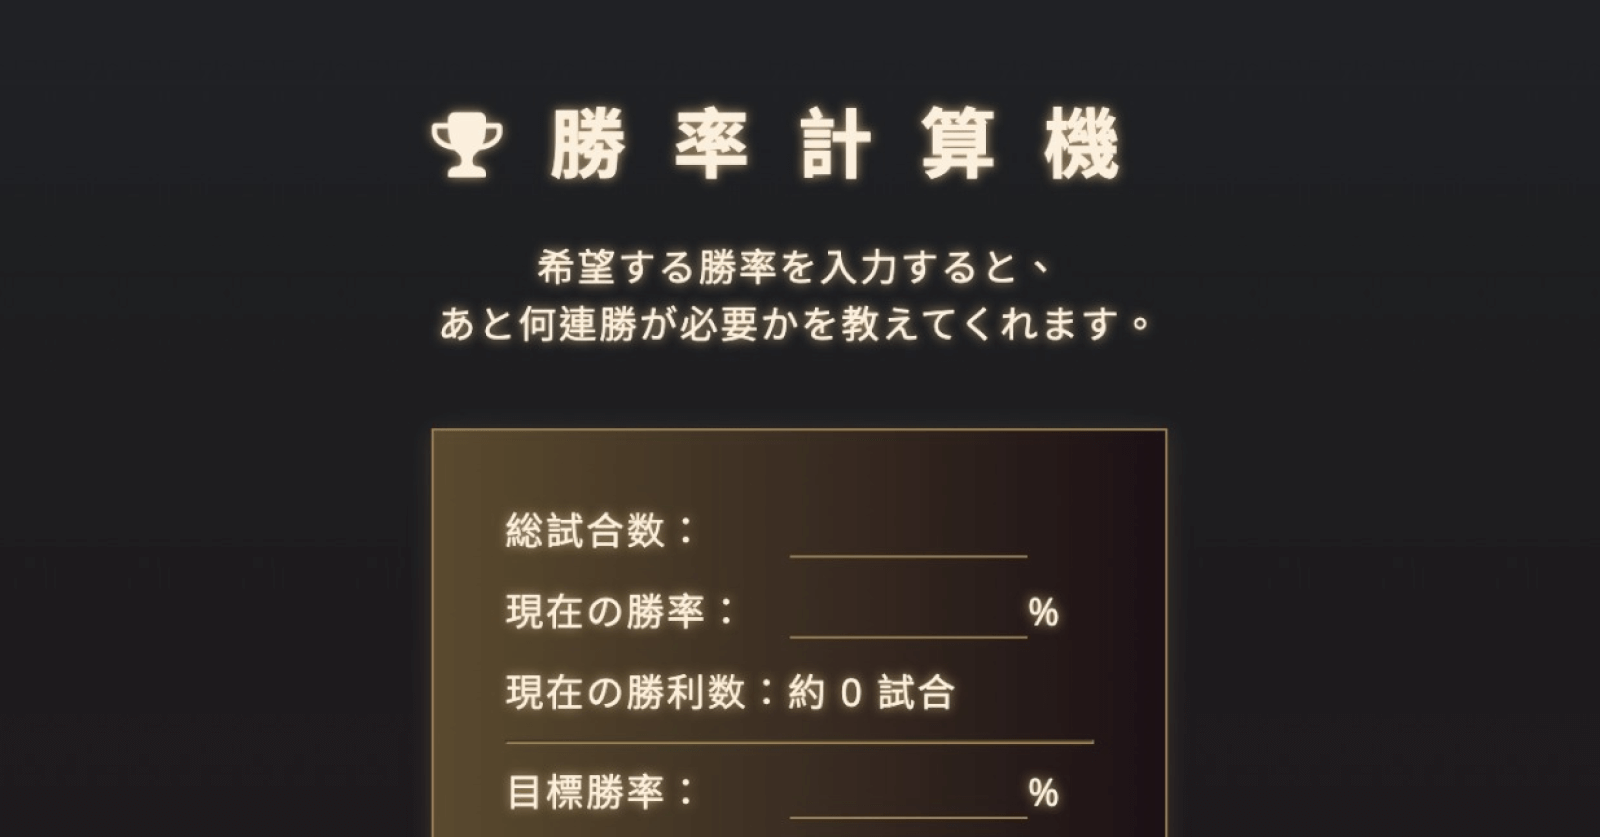 勝率計算機
希望する勝率を入力すると、
あと何連勝が必要かを教えてくれます。
総試合数：
現在の勝率： %
現在の勝利数：約 0 試合
目標勝率： %